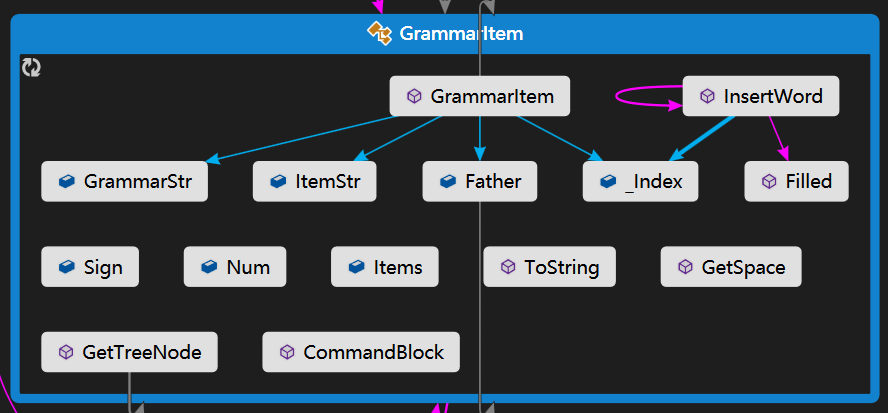 GrammarItem
GrammarItem
InsertWord
GrammarStr
ItemStr
Father
_Index
Filled
Sign
Num
Items
ToString
GetSpace
GetTreeNode
CommandBlock